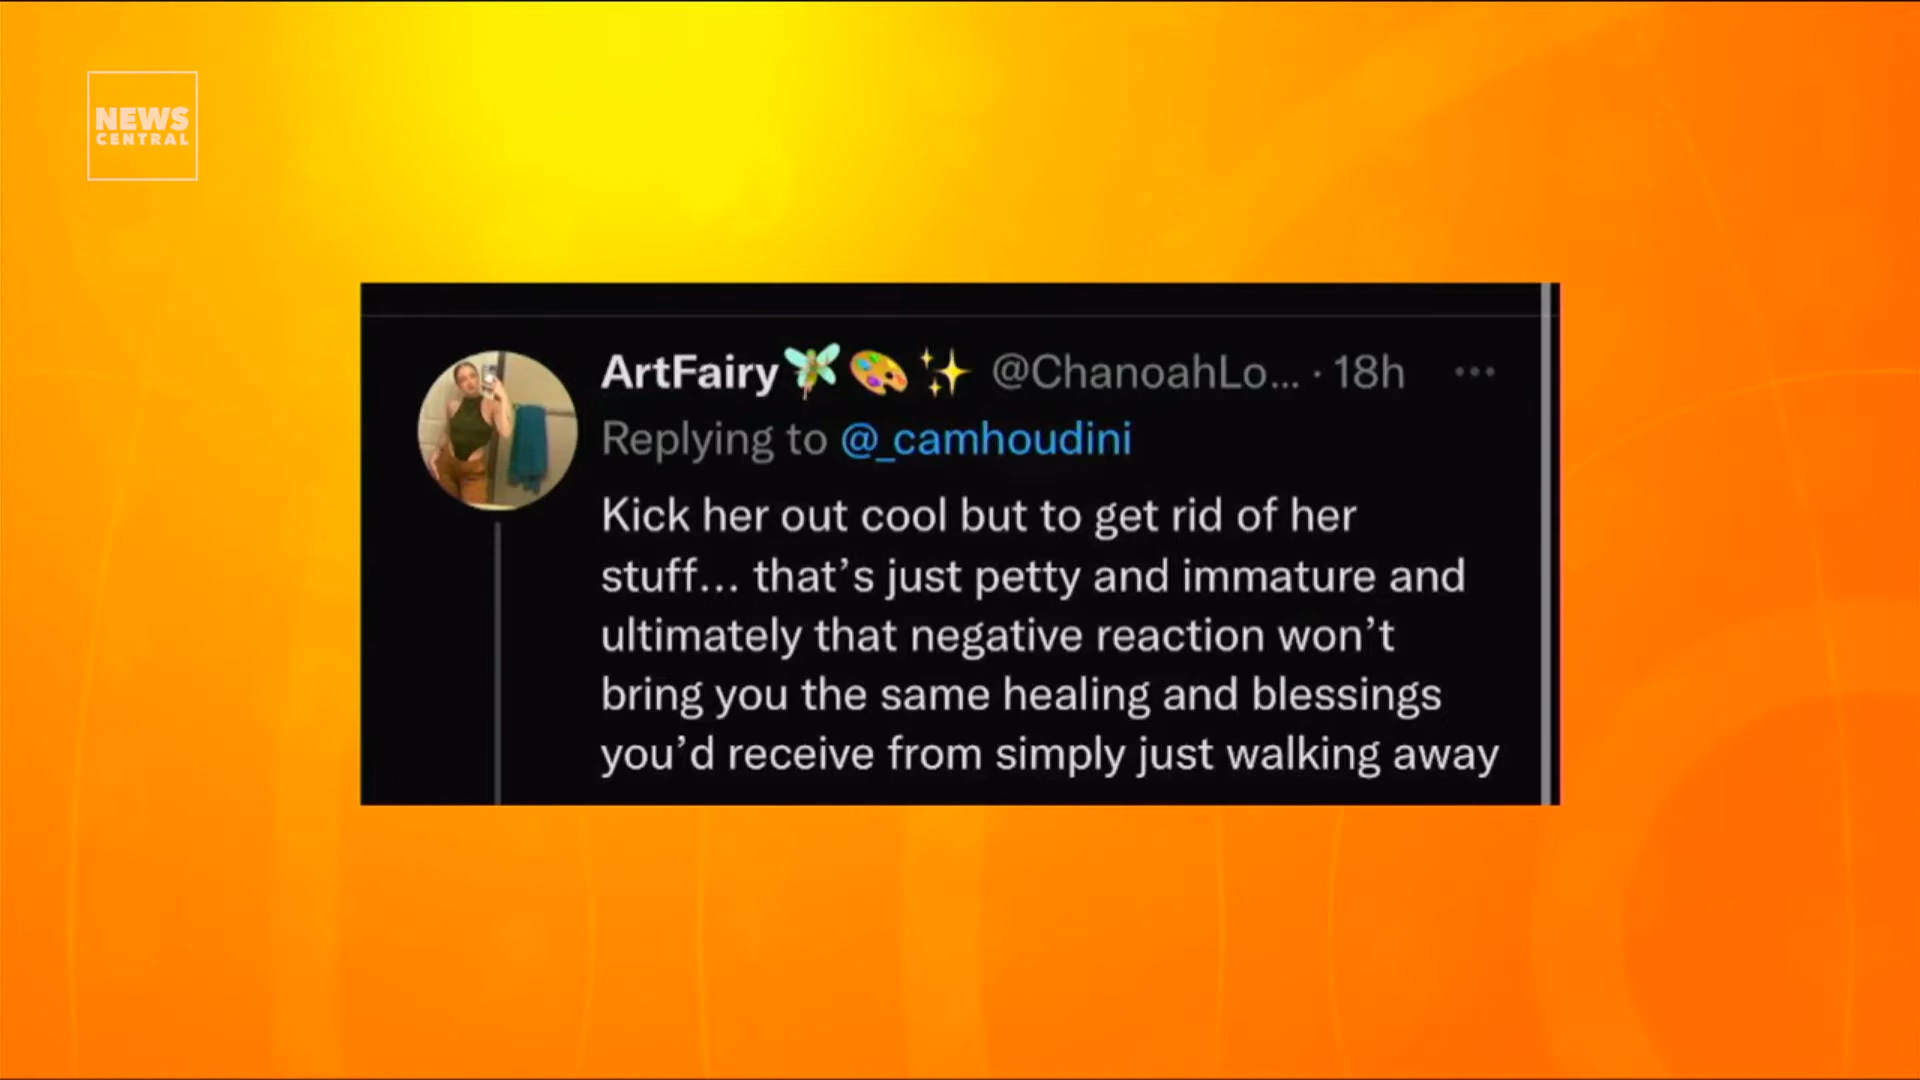 NEWS
CENTRAL
ArtFairy🧚🎨✨ @ChanoahLo... · 18h
Replying to @_camhoudini
Kick her out cool but to get rid of her
stuff... that’s just petty and immature and
ultimately that negative reaction won’t
bring you the same healing and blessings
you’d receive from simply just walking away